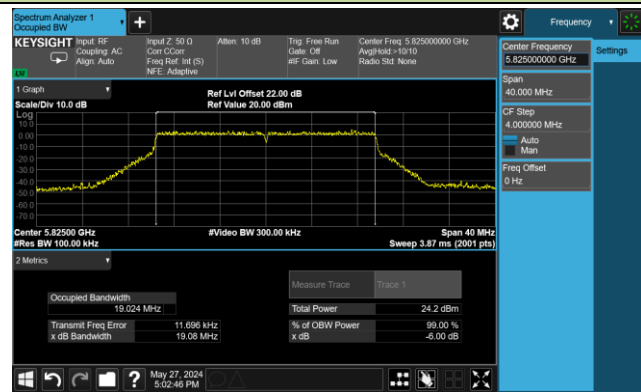 Spectrum Analyzer 1
Occupied BW
Frequency
KEYSIGHT
Input: RF
Coupling: AC
Align: Auto
Input Z: 50 Ω
Corr CCorr
Freq Ref: Int (S)
NFE: Adaptive
Atten: 10 dB
Trig: Free Run
Gate: Off
#IF Gain: Low
Center Freq: 5.825000000 GHz
Avg|Hold:>10/10
Radio Std: None
Center Frequency
5.825000000 GHz
Settings
Span
40.000 MHz
CF Step
4.000000 MHz
Auto
Man
Freq Offset
0 Hz
1 Graph
Scale/Div 10.0 dB
Ref Lvl Offset 22.00 dB
Ref Value 20.00 dBm
Log
10.0
0.00
-10.0
-20.0
-30.0
-40.0
-50.0
-60.0
-70.0
Center 5.82500 GHz
#Res BW 100.00 kHz
#Video BW 300.00 kHz
Span 40 MHz
Sweep 3.87 ms (2001 pts)
2 Metrics
Measure Trace
Trace 1
Occupied Bandwidth
19.024 MHz
Total Power
24.2 dBm
Transmit Freq Error
11.696 kHz
% of OBW Power
99.00 %
x dB Bandwidth
19.08 MHz
x dB
-6.00 dB
?
May 27, 2024
5:02:46 PM